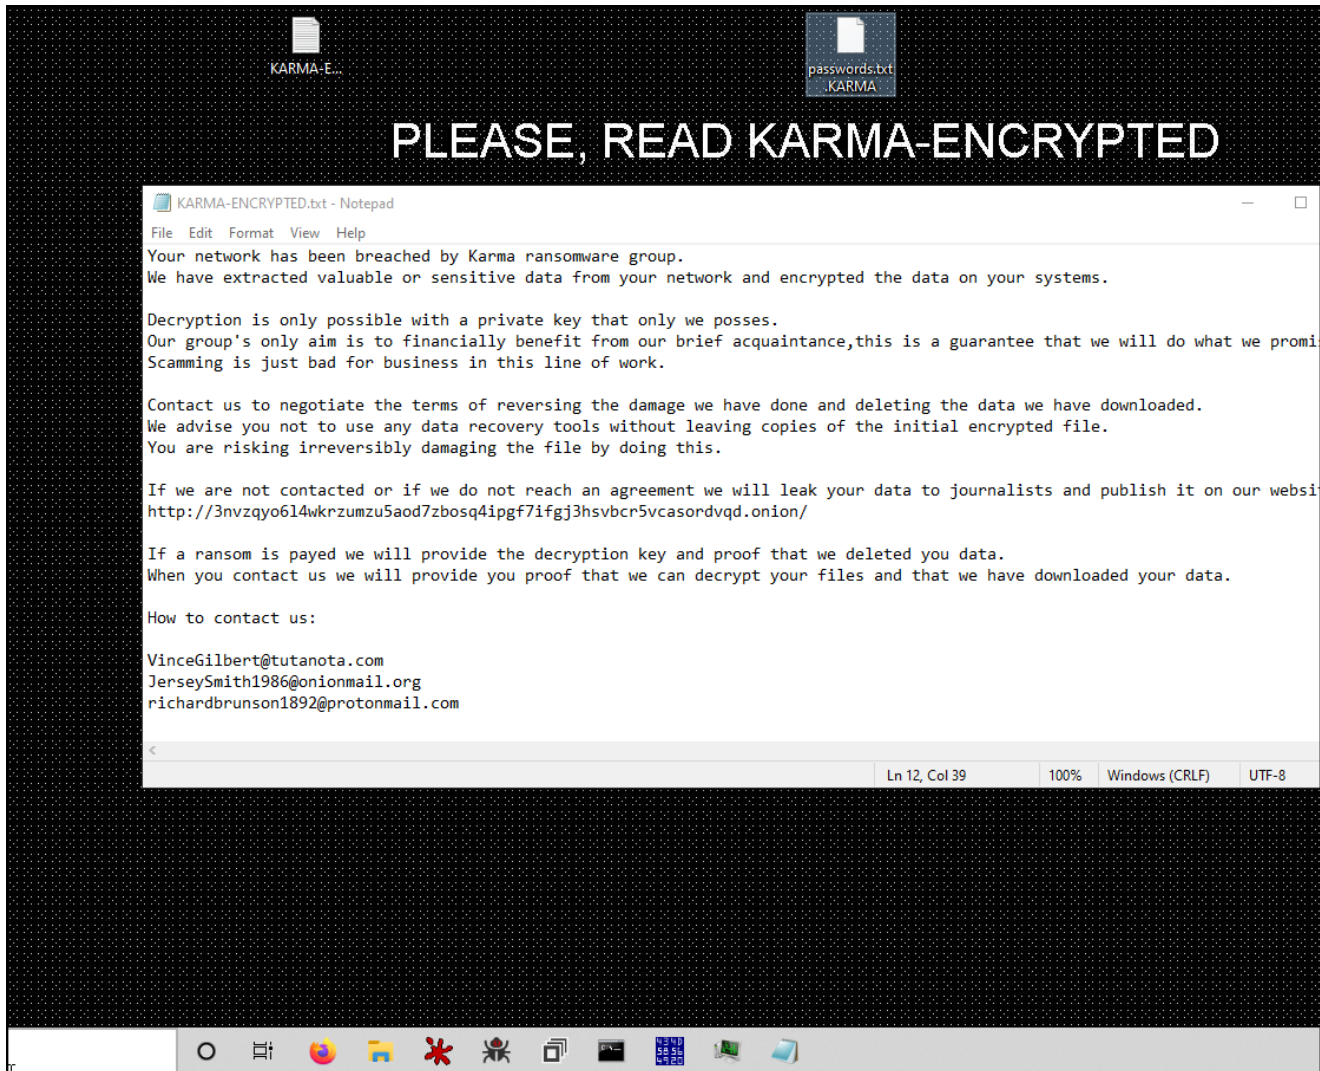 KARMA-E...
passwords.txt
.KARMA
PLEASE, READ KARMA-ENCRYPTED
KARMA-ENCRYPTED.txt - Notepad
File Edit Format View Help
Your network has been breached by Karma ransomware group.
We have extracted valuable or sensitive data from your network and encrypted the data on your systems.
Decryption is only possible with a private key that only we posses.
Our group's only aim is to financially benefit from our brief acquaintance,this is a guarantee that we will do what we promi
Scamming is just bad for business in this line of work.
Contact us to negotiate the terms of reversing the damage we have done and deleting the data we have downloaded.
We advise you not to use any data recovery tools without leaving copies of the initial encrypted file.
You are risking irreversibly damaging the file by doing this.
If we are not contacted or if we do not reach an agreement we will leak your data to journalists and publish it on our websi
http://3nvzqyo6l4wkrzumzu5aod7zbosq4ipgf7ifgj3hsvbcr5vcasordvqd.onion/
If a ransom is payed we will provide the decryption key and proof that we deleted you data.
When you contact us we will provide you proof that we can decrypt your files and that we have downloaded your data.
How to contact us:
VinceGilbert@tutanota.com
JerseySmith1986@onionmail.org
richardbrunson1892@protonmail.com
Ln 12, Col 39 100% Windows (CRLF) UTF-8